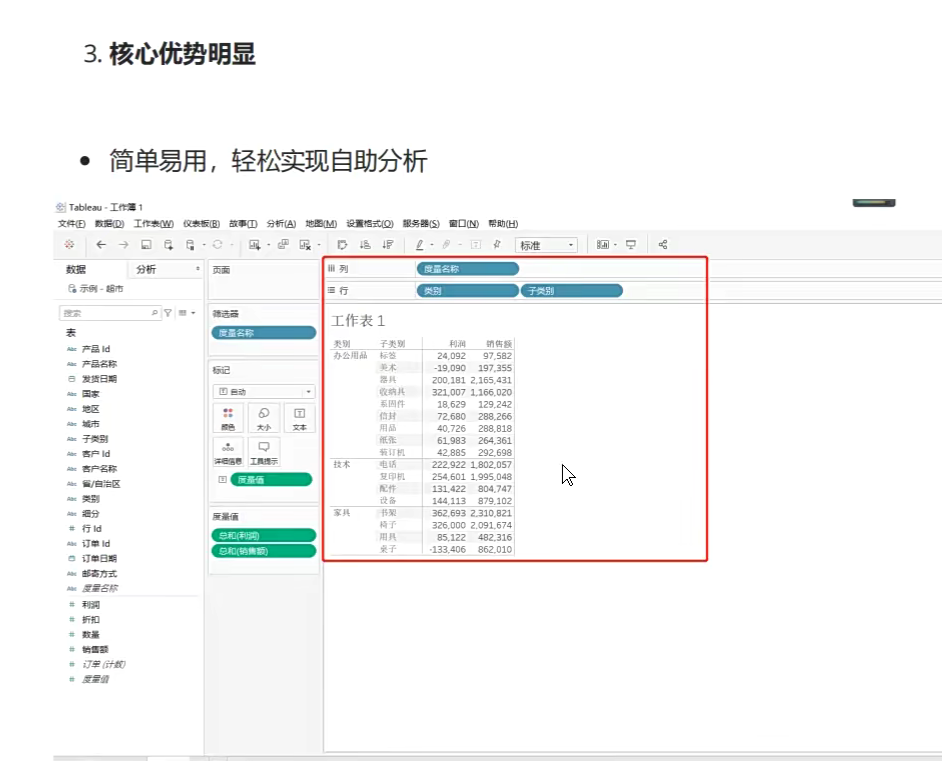 3. 核心优势明显
• 简单易用，轻松实现自助分析
Tableau - 工作簿 1
文件(F) 数据(D) 工作表(W) 仪表板(B) 故事(T) 分析(A) 地图(M) 设置格式(O) 服务器(S) 窗口(N) 帮助(H)
标准
数据 分析
示例 - 超市
搜索
表
Abc 产品 Id
Abc 产品名称
发货日期
Abc 国家
Abc 地区
Abc 城市
Abc 子类别
Abc 客户 Id
Abc 客户名称
Abc 省/自治区
Abc 类别
Abc 细分
# 行 Id
Abc 订单 Id
订单日期
Abc 邮寄方式
Abc 度量名称
# 利润
# 折扣
# 数量
# 销售额
# 订单 (计数)
# 度量值
页面
筛选器
度量名称
标记
自动
颜色 大小 文本
详细信息 工具提示
度量值
度量值
总和(利润)
总和(销售额)
列 度量名称
行 类别 子类别
工作表 1
类别 子类别 利润 销售额
办公用品 标签 24,092 97,582
美术 -19,090 197,355
器具 200,181 2,165,431
收纳具 321,007 1,166,020
系固件 18,629 129,242
信封 72,680 288,266
用品 40,726 288,818
纸张 61,983 264,361
装订机 42,885 292,698
技术 电话 222,922 1,802,057
复印机 254,601 1,995,048
配件 131,422 804,747
设备 144,113 879,102
家具 书架 362,693 2,310,821
椅子 326,000 2,091,674
用具 85,122 482,316
桌子 -133,406 862,010